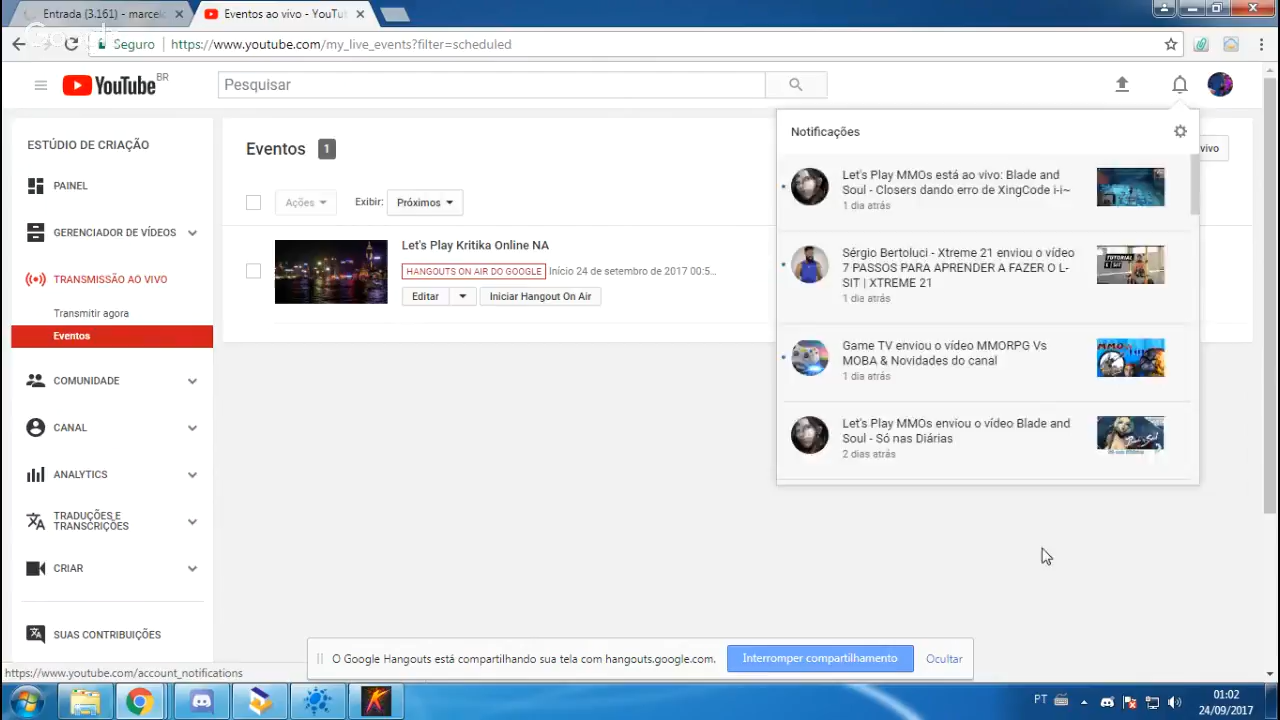 Entrada (3.161) - marcel
Eventos ao vivo - YouTu
Google
Seguro
https://www.youtube.com/my_live_events?filter=scheduled
YouTube BR
Pesquisar
ESTÚDIO DE CRIAÇÃO
PAINEL
GERENCIADOR DE VÍDEOS
TRANSMISSÃO AO VIVO
Transmitir agora
Eventos
COMUNIDADE
CANAL
ANALYTICS
TRADUÇÕES E
TRANSCRIÇÕES
CRIAR
SUAS CONTRIBUIÇÕES
Eventos 1
Ações
Exibir:
Próximos
Let's Play Kritika Online NA
HANGOUTS ON AIR DO GOOGLE Início 24 de setembro de 2017 00:5...
Editar
Iniciar Hangout On Air
vivo
Notificações
Let's Play MMOs está ao vivo: Blade and
Soul - Closers dando erro de XingCode i-i~
1 dia atrás
Sérgio Bertoluci - Xtreme 21 enviou o vídeo
7 PASSOS PARA APRENDER A FAZER O L-
SIT | XTREME 21
1 dia atrás
TUTORIAL
Game TV enviou o vídeo MMORPG Vs
MOBA & Novidades do canal
1 dia atrás
Let's Play MMOs enviou o vídeo Blade and
Soul - Só nas Diárias
2 dias atrás
O Google Hangouts está compartilhando sua tela com hangouts.google.com.
Interromper compartilhamento
Ocultar
https://www.youtube.com/account_notifications
PT
01:02
24/09/2017